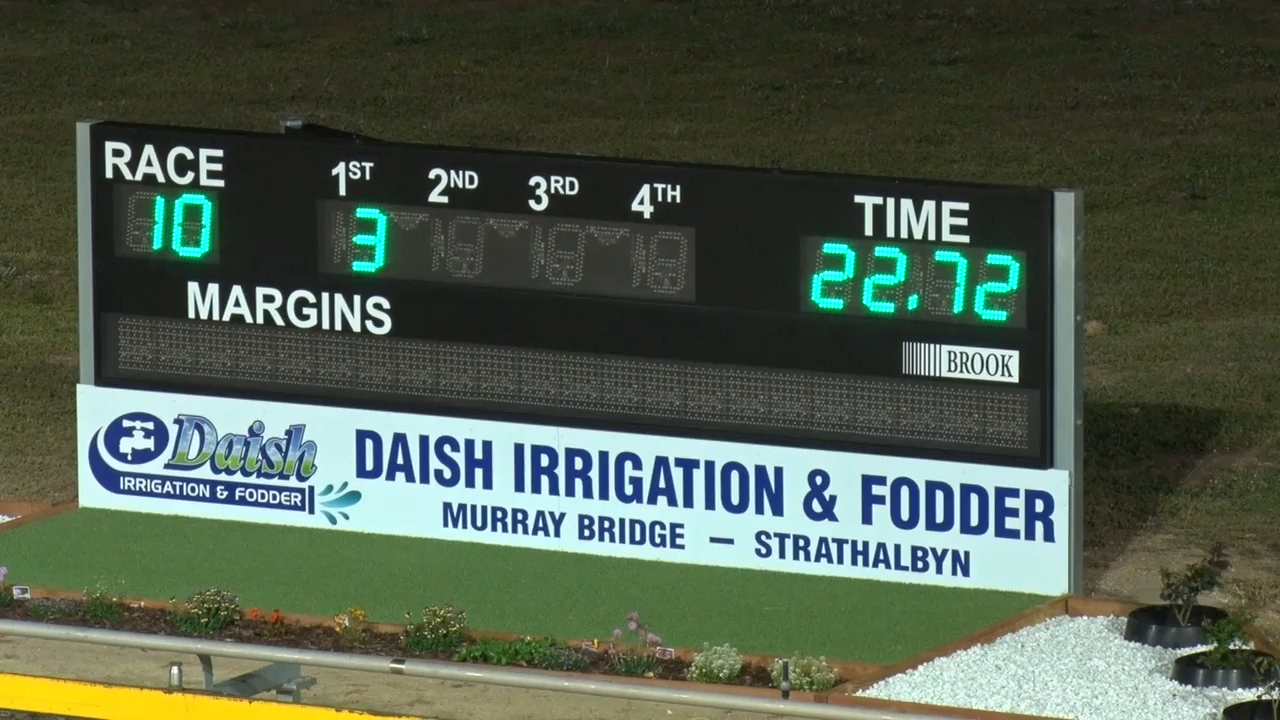 RACE 1ST 2ND 3RD 4TH TIME
10 3 22.72
MARGINS
BROOK
Daish
IRRIGATION & FODDER
DAISH IRRIGATION & FODDER
MURRAY BRIDGE – STRATHALBYN